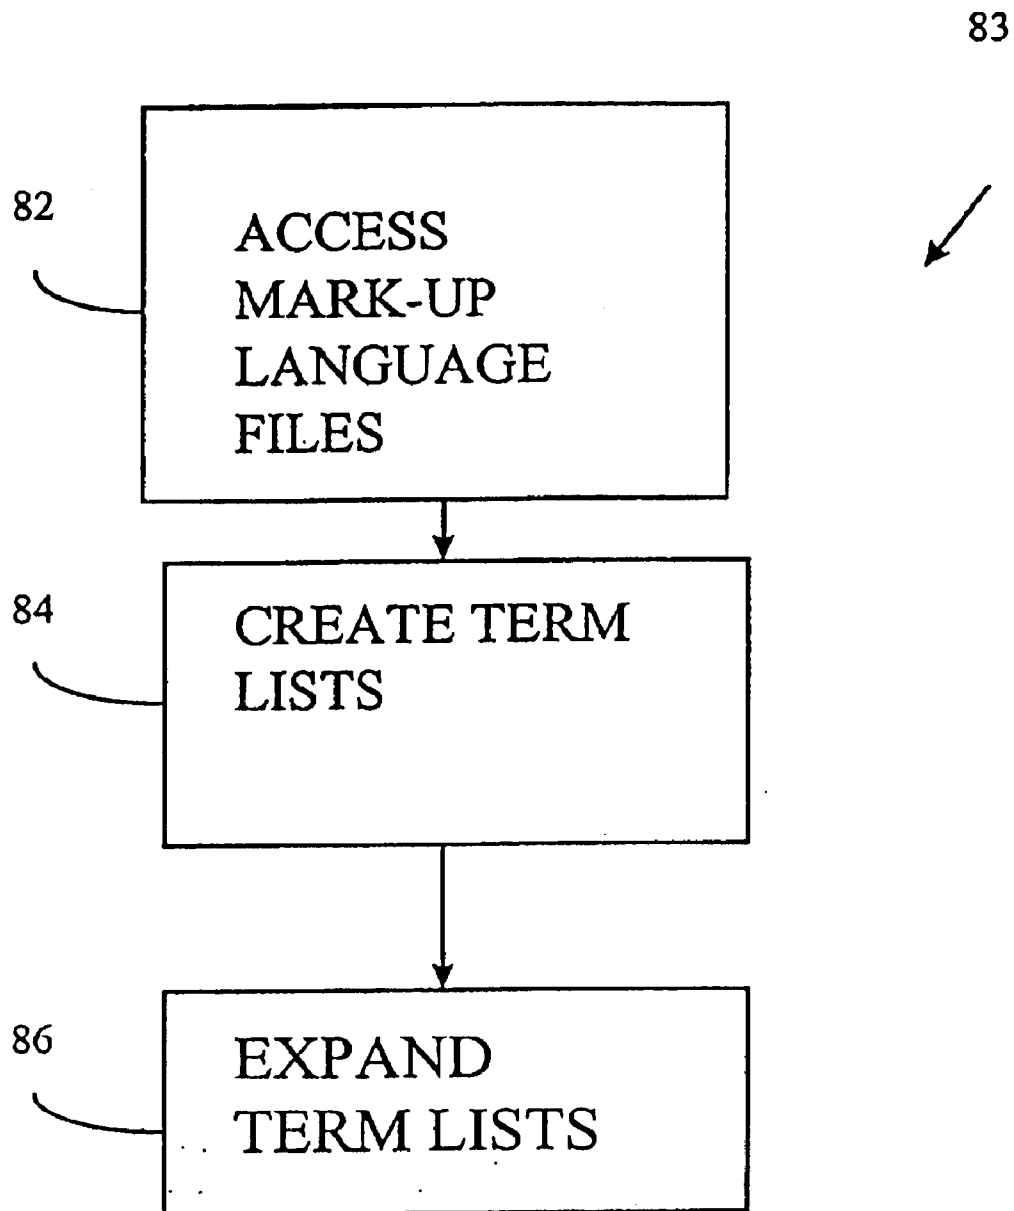 83
82
ACCESS
MARK-UP
LANGUAGE
FILES
84
CREATE TERM
LISTS
86
EXPAND
TERM LISTS